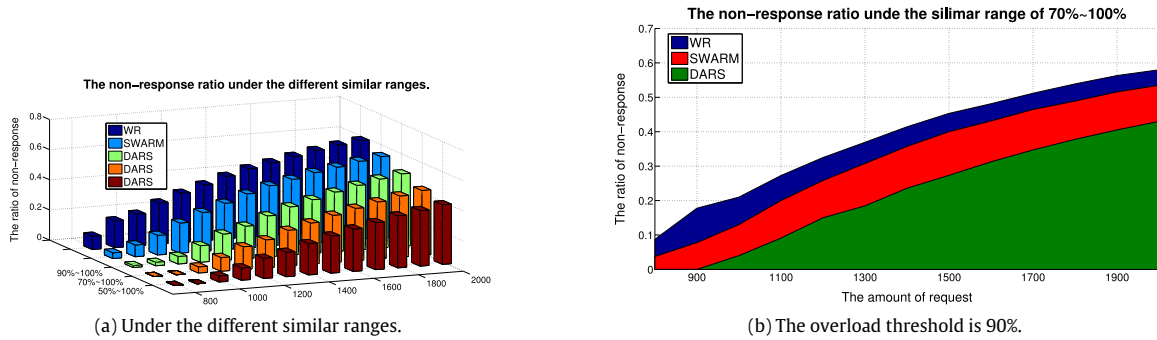 The non−response ratio under the different similar ranges.
The ratio of non−response
0.8
0.6
0.4
0.2
0
WR
SWARM
DARS
DARS
DARS
90%~100%
70%~100%
50%~100%
800
1000
1200
1400
1600
1800
2000
(a) Under the different similar ranges.
The non−response ratio unde the silimar range of 70%~100%
The ratio of non−response
0.7
0.6
0.5
0.4
0.3
0.2
0.1
0
WR
SWARM
DARS
900
1100
1300
1500
1700
1900
The amount of request
(b) The overload threshold is 90%.